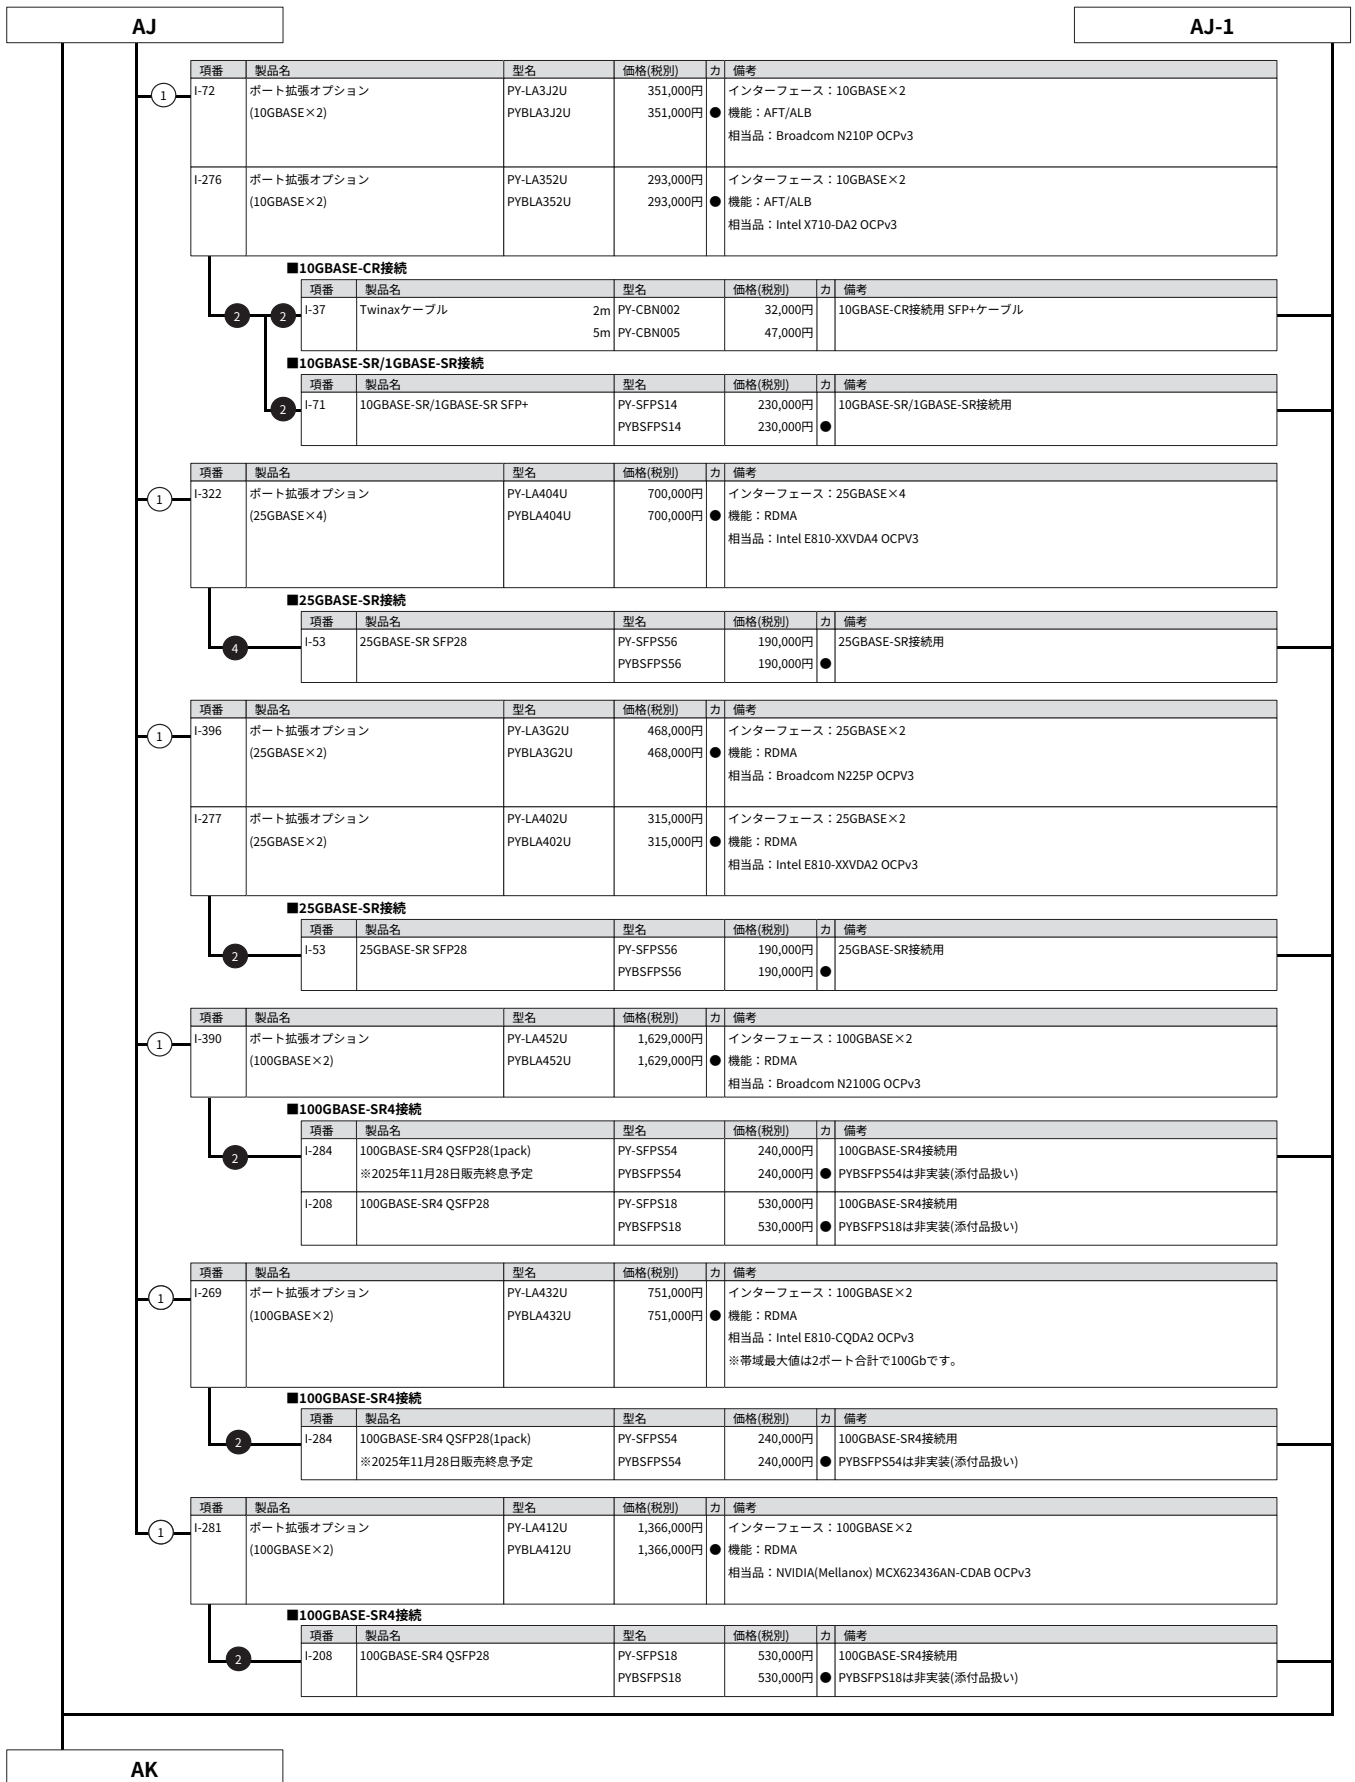 AJ
AJ-1
項番 製品名 型名 価格(税別) カ 備考
1 I-72 ポート拡張オプション PY-LA3J2U 351,000円 インターフェース：10GBASE×2
(10GBASE×2) PYBLA3J2U 351,000円 ● 機能：AFT/ALB
相当品：Broadcom N210P OCPv3
I-276 ポート拡張オプション PY-LA352U 293,000円 インターフェース：10GBASE×2
(10GBASE×2) PYBLA352U 293,000円 ● 機能：AFT/ALB
相当品：Intel X710-DA2 OCPv3
■10GBASE-CR接続
項番 製品名 型名 価格(税別) カ 備考
2 2 I-37 Twinaxケーブル 2m PY-CBN002 32,000円 10GBASE-CR接続用 SFP+ケーブル
5m PY-CBN005 47,000円
■10GBASE-SR/1GBASE-SR接続
項番 製品名 型名 価格(税別) カ 備考
2 I-71 10GBASE-SR/1GBASE-SR SFP+ PY-SFPS14 230,000円 10GBASE-SR/1GBASE-SR接続用
PYBSFPS14 230,000円 ●
項番 製品名 型名 価格(税別) カ 備考
1 I-322 ポート拡張オプション PY-LA404U 700,000円 インターフェース：25GBASE×4
(25GBASE×4) PYBLA404U 700,000円 ● 機能：RDMA
相当品：Intel E810-XXVDA4 OCPV3
■25GBASE-SR接続
項番 製品名 型名 価格(税別) カ 備考
4 I-53 25GBASE-SR SFP28 PY-SFPS56 190,000円 25GBASE-SR接続用
PYBSFPS56 190,000円 ●
項番 製品名 型名 価格(税別) カ 備考
1 I-396 ポート拡張オプション PY-LA3G2U 468,000円 インターフェース：25GBASE×2
(25GBASE×2) PYBLA3G2U 468,000円 ● 機能：RDMA
相当品：Broadcom N225P OCPV3
I-277 ポート拡張オプション PY-LA402U 315,000円 インターフェース：25GBASE×2
(25GBASE×2) PYBLA402U 315,000円 ● 機能：RDMA
相当品：Intel E810-XXVDA2 OCPv3
■25GBASE-SR接続
項番 製品名 型名 価格(税別) カ 備考
2 I-53 25GBASE-SR SFP28 PY-SFPS56 190,000円 25GBASE-SR接続用
PYBSFPS56 190,000円 ●
項番 製品名 型名 価格(税別) カ 備考
1 I-390 ポート拡張オプション PY-LA452U 1,629,000円 インターフェース：100GBASE×2
(100GBASE×2) PYBLA452U 1,629,000円 ● 機能：RDMA
相当品：Broadcom N2100G OCPv3
■100GBASE-SR4接続
項番 製品名 型名 価格(税別) カ 備考
2 I-284 100GBASE-SR4 QSFP28(1pack) PY-SFPS54 240,000円 100GBASE-SR4接続用
※2025年11月28日販売終息予定 PYBSFPS54 240,000円 ● PYBSFPS54は非実装(添付品扱い)
I-208 100GBASE-SR4 QSFP28 PY-SFPS18 530,000円 100GBASE-SR4接続用
PYBSFPS18 530,000円 ● PYBSFPS18は非実装(添付品扱い)
項番 製品名 型名 価格(税別) カ 備考
1 I-269 ポート拡張オプション PY-LA432U 751,000円 インターフェース：100GBASE×2
(100GBASE×2) PYBLA432U 751,000円 ● 機能：RDMA
相当品：Intel E810-CQDA2 OCPv3
※帯域最大値は2ポート合計で100Gbです。
■100GBASE-SR4接続
項番 製品名 型名 価格(税別) カ 備考
2 I-284 100GBASE-SR4 QSFP28(1pack) PY-SFPS54 240,000円 100GBASE-SR4接続用
※2025年11月28日販売終息予定 PYBSFPS54 240,000円 ● PYBSFPS54は非実装(添付品扱い)
項番 製品名 型名 価格(税別) カ 備考
1 I-281 ポート拡張オプション PY-LA412U 1,366,000円 インターフェース：100GBASE×2
(100GBASE×2) PYBLA412U 1,366,000円 ● 機能：RDMA
相当品：NVIDIA(Mellanox) MCX623436AN-CDAB OCPv3
■100GBASE-SR4接続
項番 製品名 型名 価格(税別) カ 備考
2 I-208 100GBASE-SR4 QSFP28 PY-SFPS18 530,000円 100GBASE-SR4接続用
PYBSFPS18 530,000円 ● PYBSFPS18は非実装(添付品扱い)
AK